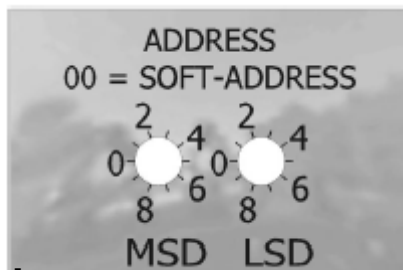 ADDRESS
00 = SOFT-ADDRESS
2 2
4 4
0 0
6 6
8 8
MSD LSD